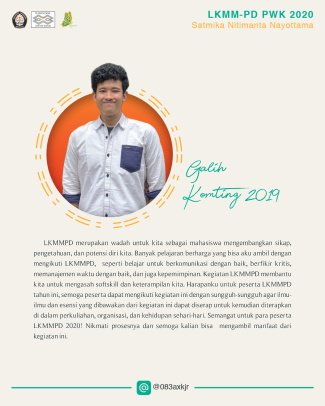 LKMM-PD PWK 2020
Satmika Nitimanta Nayottama
Galih
Komting 2019
LKMMPD merupakan wadah untuk kita sebagai mahasiswa mengembangkan sikap,
pengetahuan, dan potensi diri kita. Banyak pelajaran berharga yang bisa aku ambil dengan
mengikuti LKMMPD, seperti belajar untuk berkomunikasi dengan baik, berfikir kritis,
memanajemen waktu dengan baik, dan juga kepemimpinan. Kegiatan LKMMPD membantu
kita untuk mengasah sofskill dan keterampilan kita. Harapanku untuk peserta LKMMPD
tahun ini, semoga peserta dapat mengikuti kegiatan ini dengan sungguh-sungguh agar ilmu-
ilmu dan esensi yang dibawakan dari kegiatan ini dapat diserap untuk kemudian diterapkan
di dalam perkuliahan, organisasi, dan kehidupan sehari-hari. Semangat untuk para peserta
LKMMPD 2020! Nikmati prosesnya dan semoga kalian bisa mengambil manfaat dari
kegiatan ini.
@083axkjr